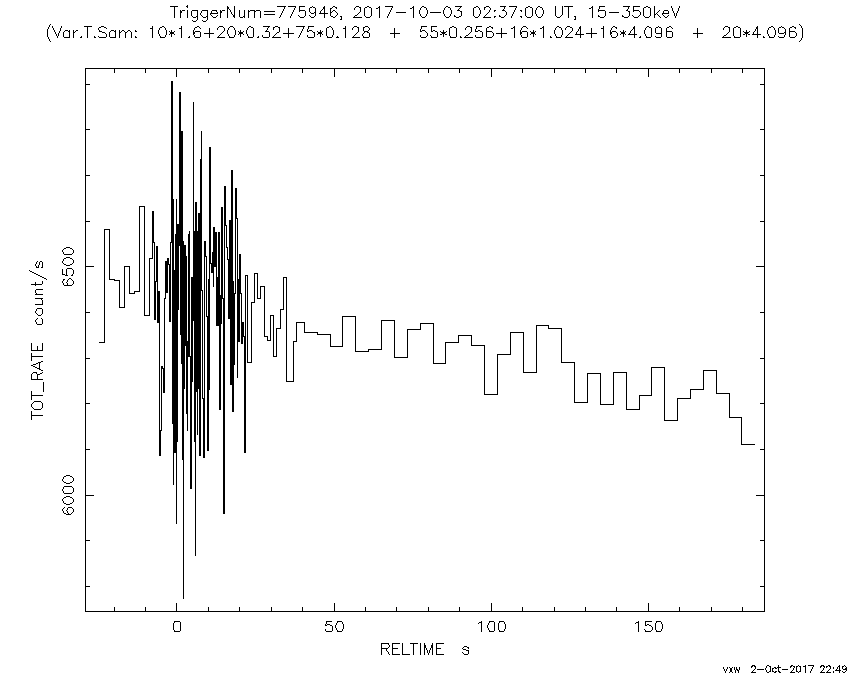 TriggerNum=775946, 2017-10-03 02:37:00 UT, 15-350keV
(Var.T.Sam: 10*1.6+20*0.32+75*0.128 + 55*0.256+16*1.024+16*4.096 + 20*4.096)
TOT_RATE count/s
6500
6000
0 50 100 150
RELTIME s
vxw 2-Oct-2017 22:49